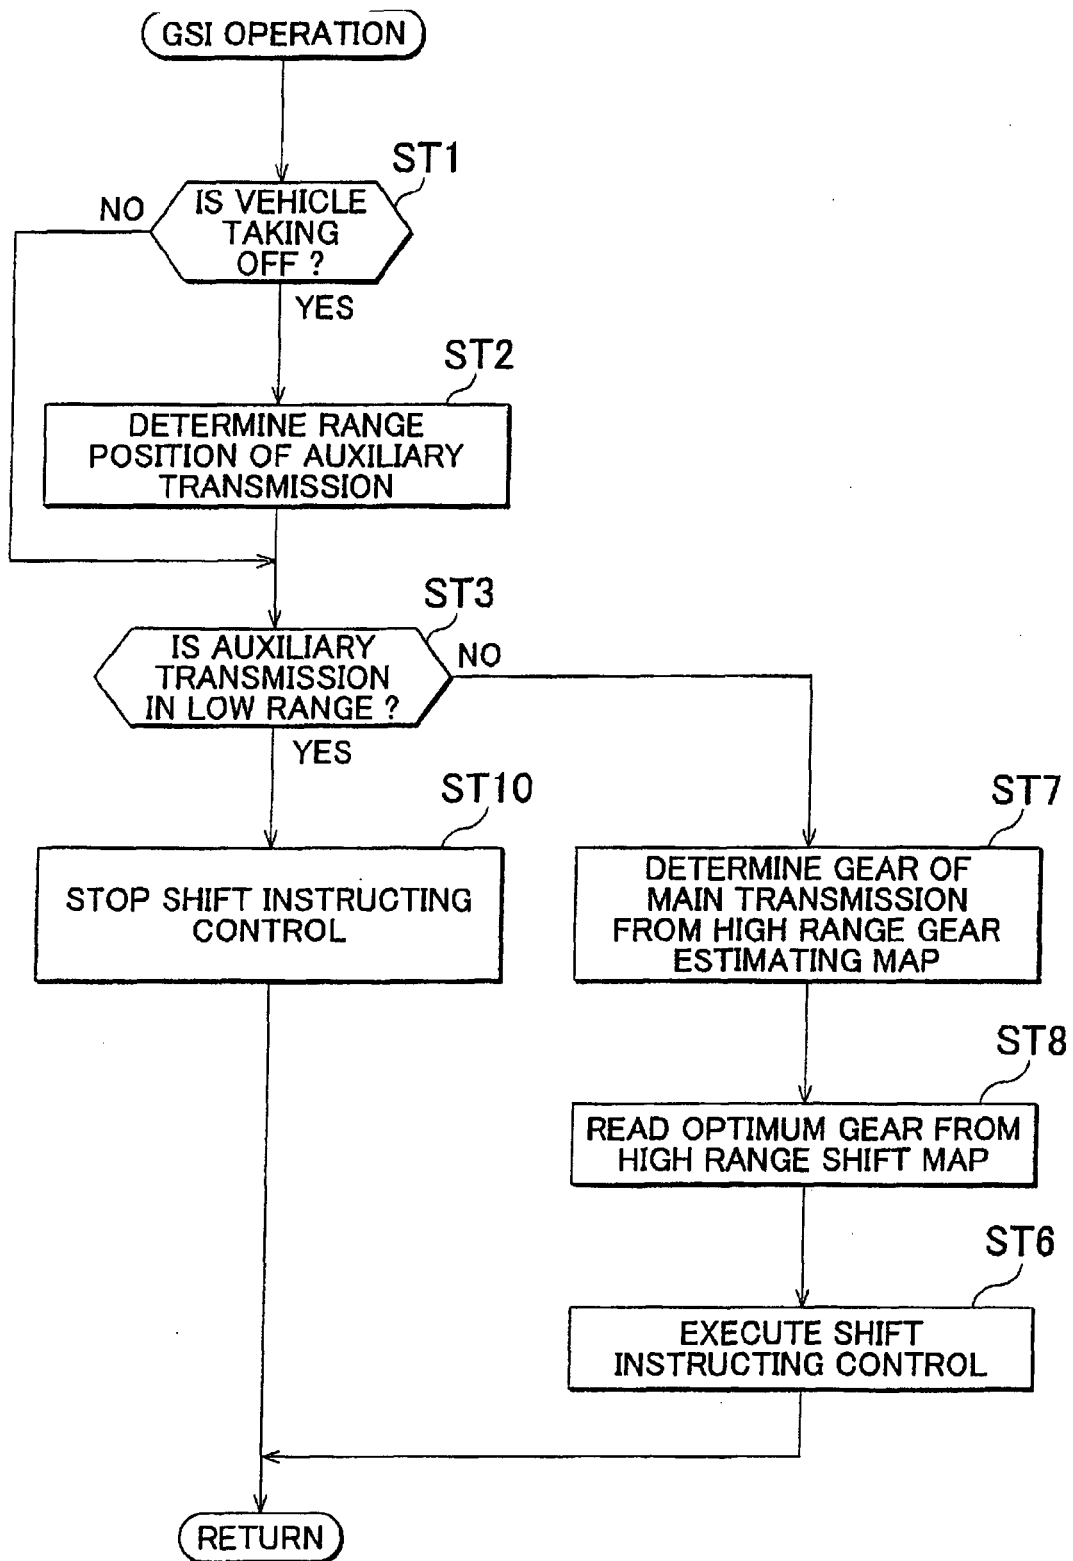 GSI OPERATION
ST1
NO
IS VEHICLE
TAKING
OFF ?
YES
ST2
DETERMINE RANGE
POSITION OF AUXILIARY
TRANSMISSION
ST3
IS AUXILIARY
TRANSMISSION
IN LOW RANGE ?
NO
YES
ST10
STOP SHIFT INSTRUCTING
CONTROL
ST7
DETERMINE GEAR OF
MAIN TRANSMISSION
FROM HIGH RANGE GEAR
ESTIMATING MAP
ST8
READ OPTIMUM GEAR FROM
HIGH RANGE SHIFT MAP
ST6
EXECUTE SHIFT
INSTRUCTING CONTROL
RETURN